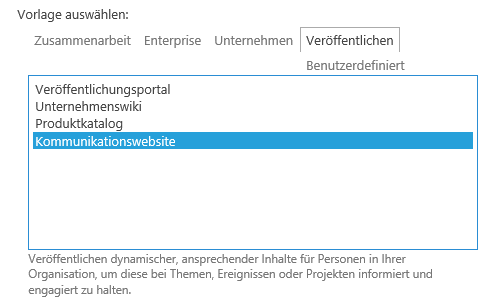 Vorlage auswählen:
Zusammenarbeit Enterprise Unternehmen Veröffentlichen
Benutzerdefiniert
Veröffentlichungsportal
Unternehmenswiki
Produktkatalog
Kommunikationswebsite
Veröffentlichen dynamischer, ansprechender Inhalte für Personen in Ihrer
Organisation, um diese bei Themen, Ereignissen oder Projekten informiert und
engagiert zu halten.